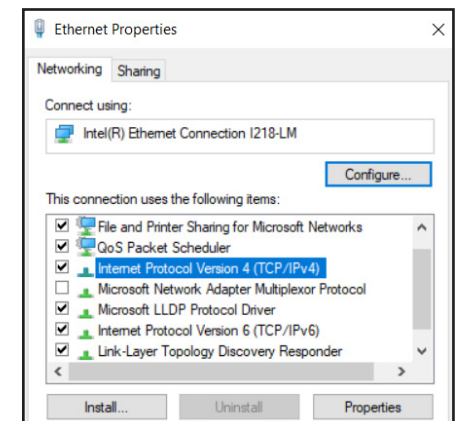 Ethernet Properties
Networking Sharing
Connect using:
Intel(R) Ethernet Connection I218-LM
Configure...
This connection uses the following items:
File and Printer Sharing for Microsoft Networks
QoS Packet Scheduler
Internet Protocol Version 4 (TCP/IPv4)
Microsoft Network Adapter Multiplexor Protocol
Microsoft LLDP Protocol Driver
Internet Protocol Version 6 (TCP/IPv6)
Link-Layer Topology Discovery Responder
Install... Uninstall Properties